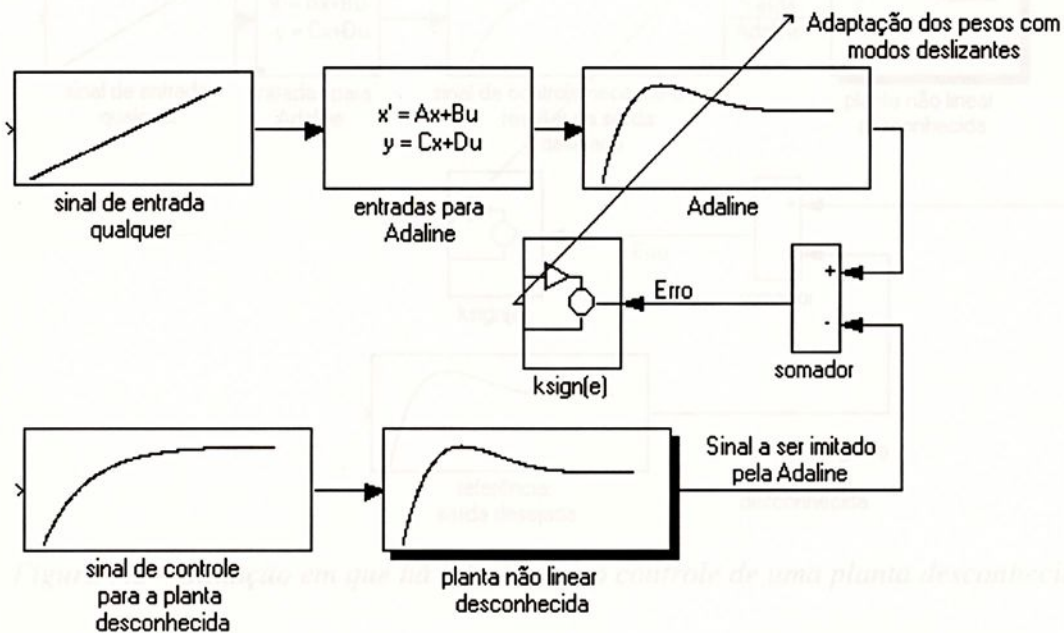 Adaptação dos pesos com
modos deslizantes
x' = Ax+Bu
y = Cx+Du
sinal de entrada
qualquer
entradas para
Adaline
Adaline
+
-
Erro
somador
ksign(e)
Sinal a ser imitado
pela Adaline
sinal de controle
para a planta
desconhecida
planta não linear
desconhecida